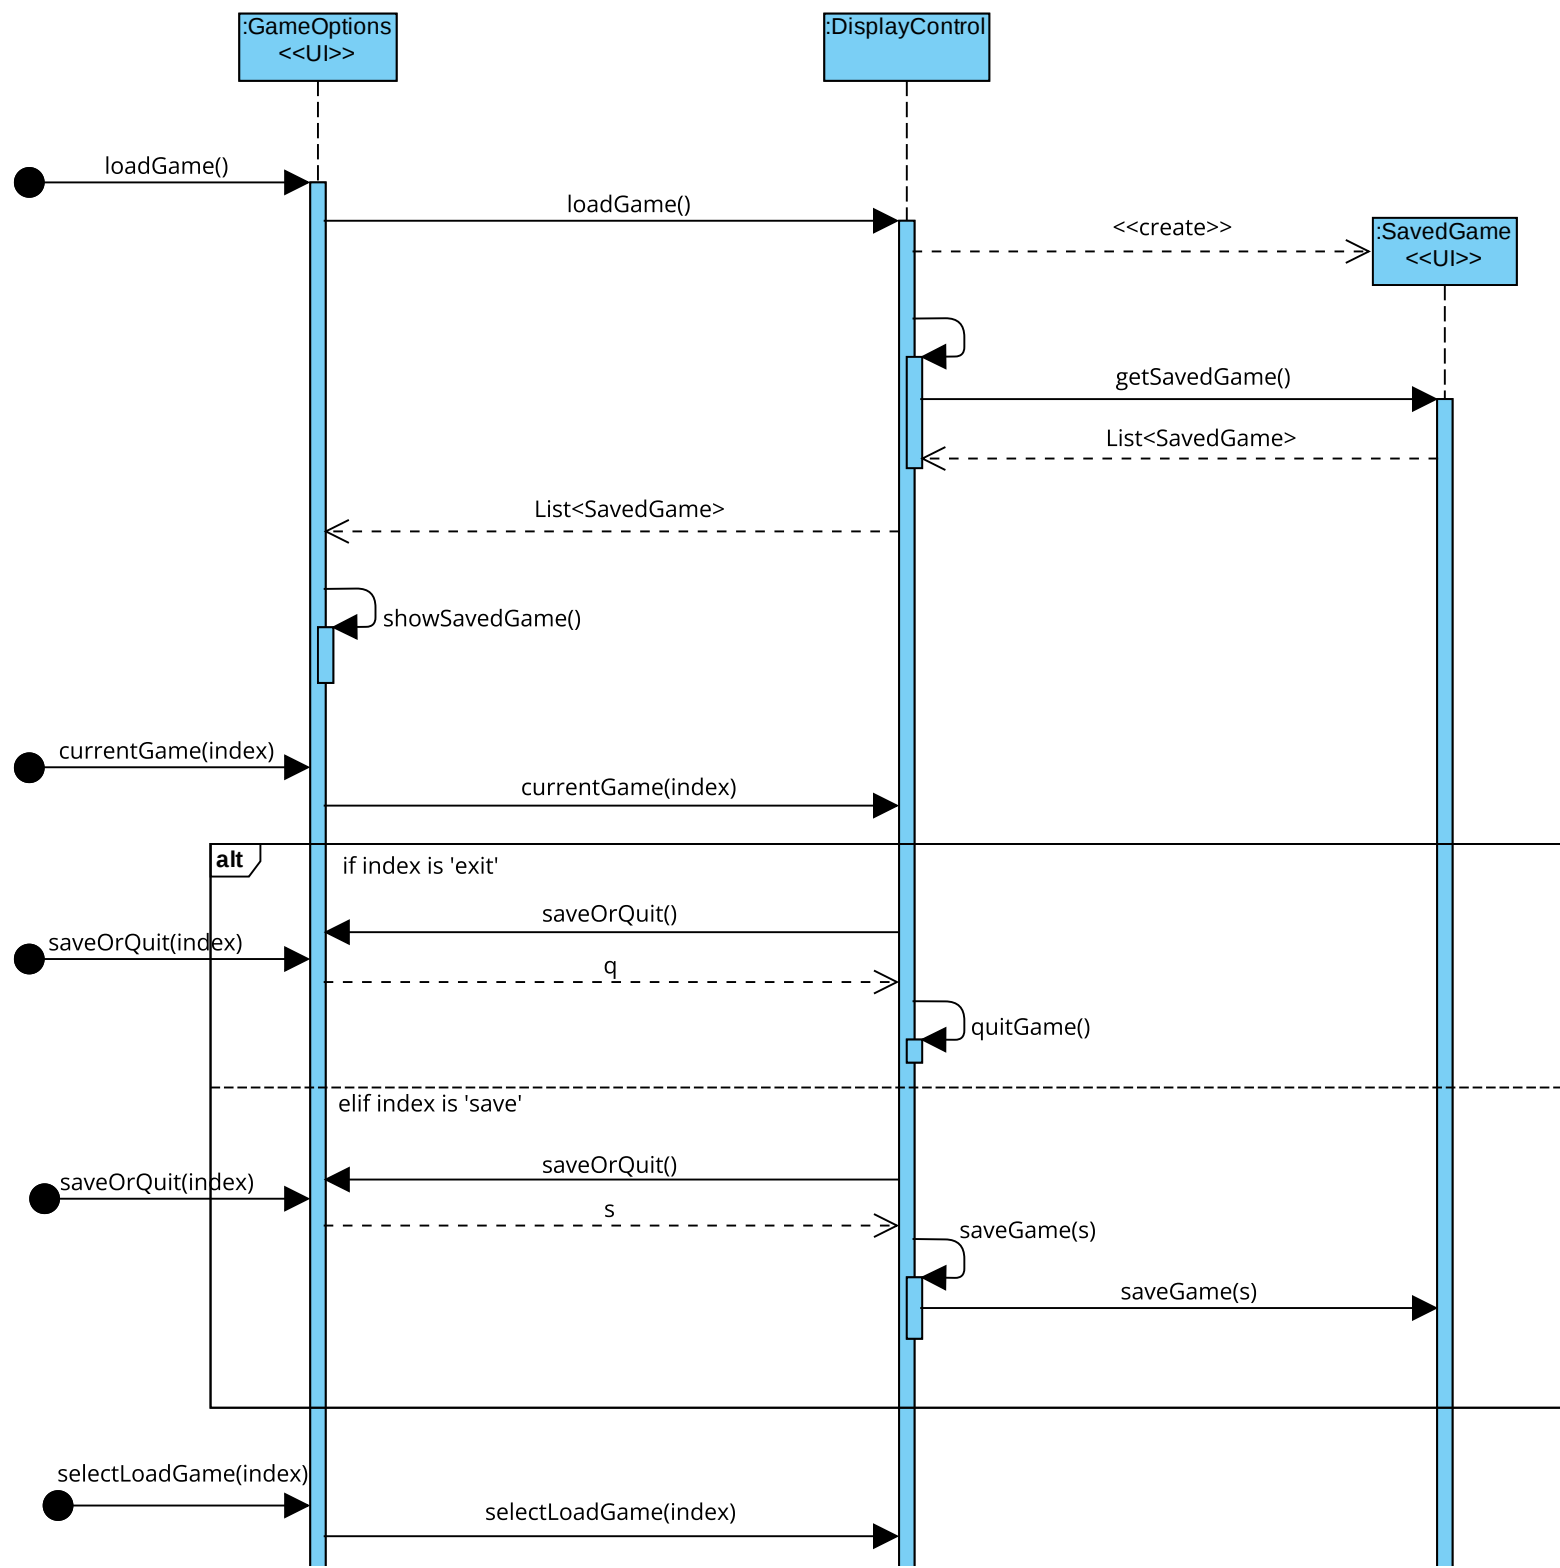 :GameOptions
<<UI>>
:DisplayControl
loadGame()
loadGame()
<<create>>
:SavedGame
<<UI>>
getSavedGame()
List<SavedGame>
List<SavedGame>
showSavedGame()
currentGame(index)
currentGame(index)
alt
if index is 'exit'
saveOrQuit()
saveOrQuit(index)
q
quitGame()
elif index is 'save'
saveOrQuit()
saveOrQuit(index)
s
saveGame(s)
saveGame(s)
selectLoadGame(index)
selectLoadGame(index)